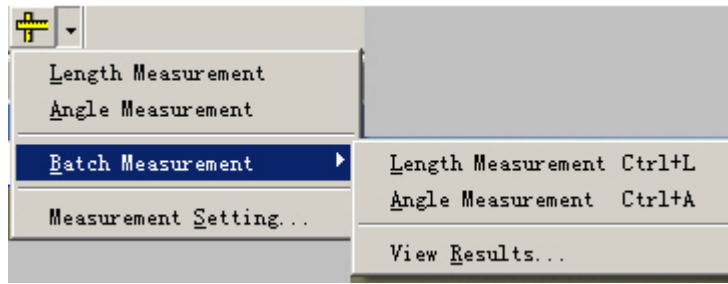 Length Measurement
Angle Measurement
Batch Measurement
Measurement Setting...
Length Measurement Ctrl+L
Angle Measurement Ctrl+A
View Results...